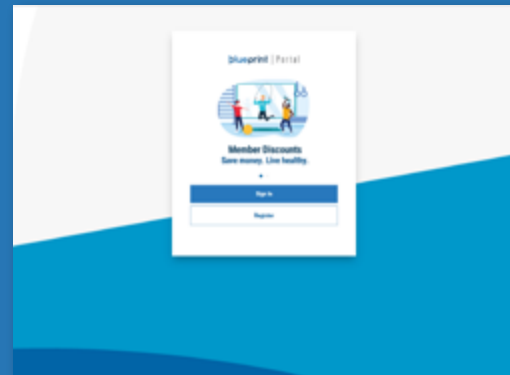 blueprint | Portal
Member Discounts
Save money. Live healthy.
Sign In
Register